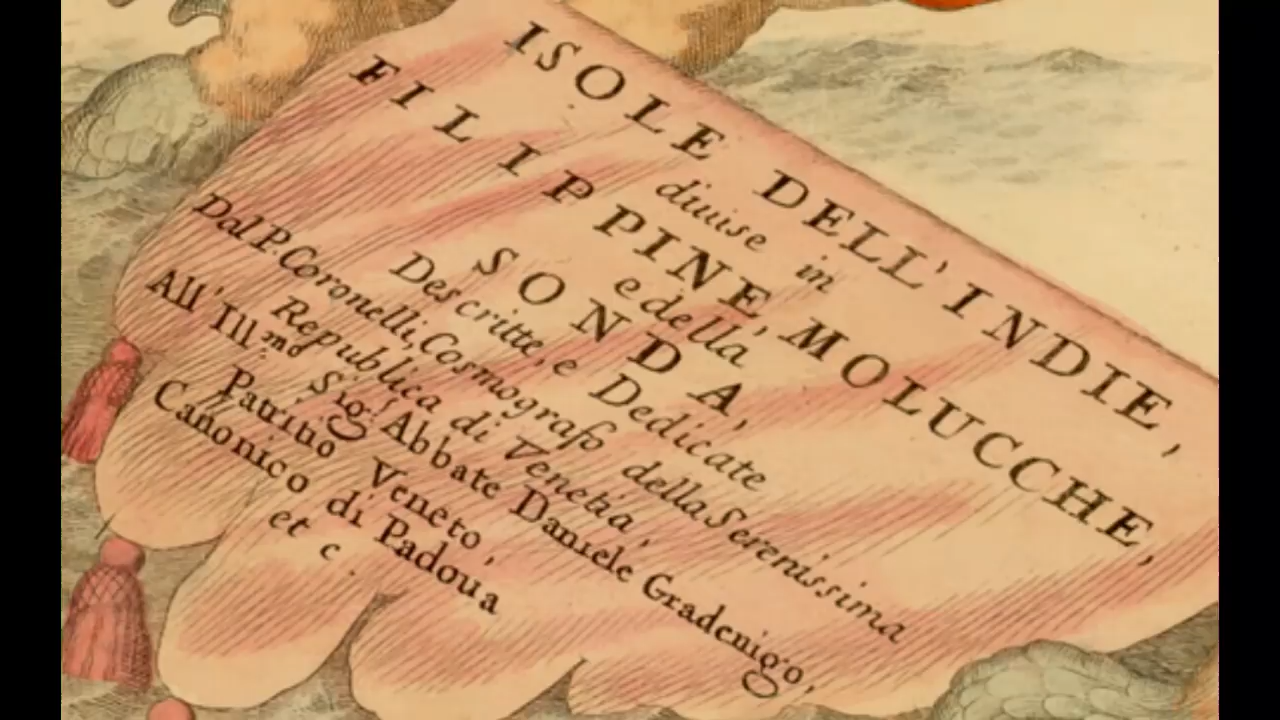 ISOLE DELL'INDIE,
diuise in
FILIPPINE, MOLUCCHE,
e della
SONDA,
Descritte, e Dedicate
Dal P. Coronelli, Cosmografo della Serenissima
Republica di Venetia,
All' Ill.mo Sig.r Abbate Daniele Gradenigo,
Patritio Veneto,
Canonico di Padoua
et c.